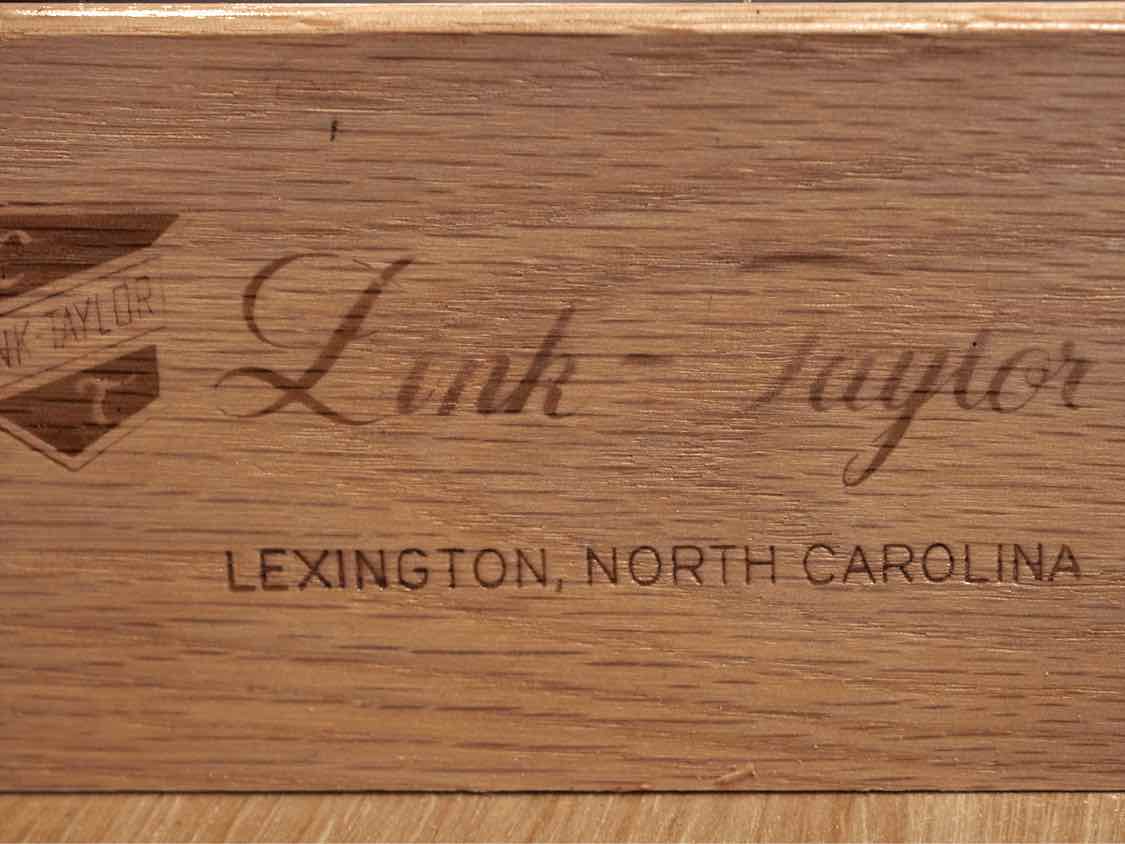 L
NK-TAYLOR
T
Link-Taylor
LEXINGTON, NORTH CAROLINA